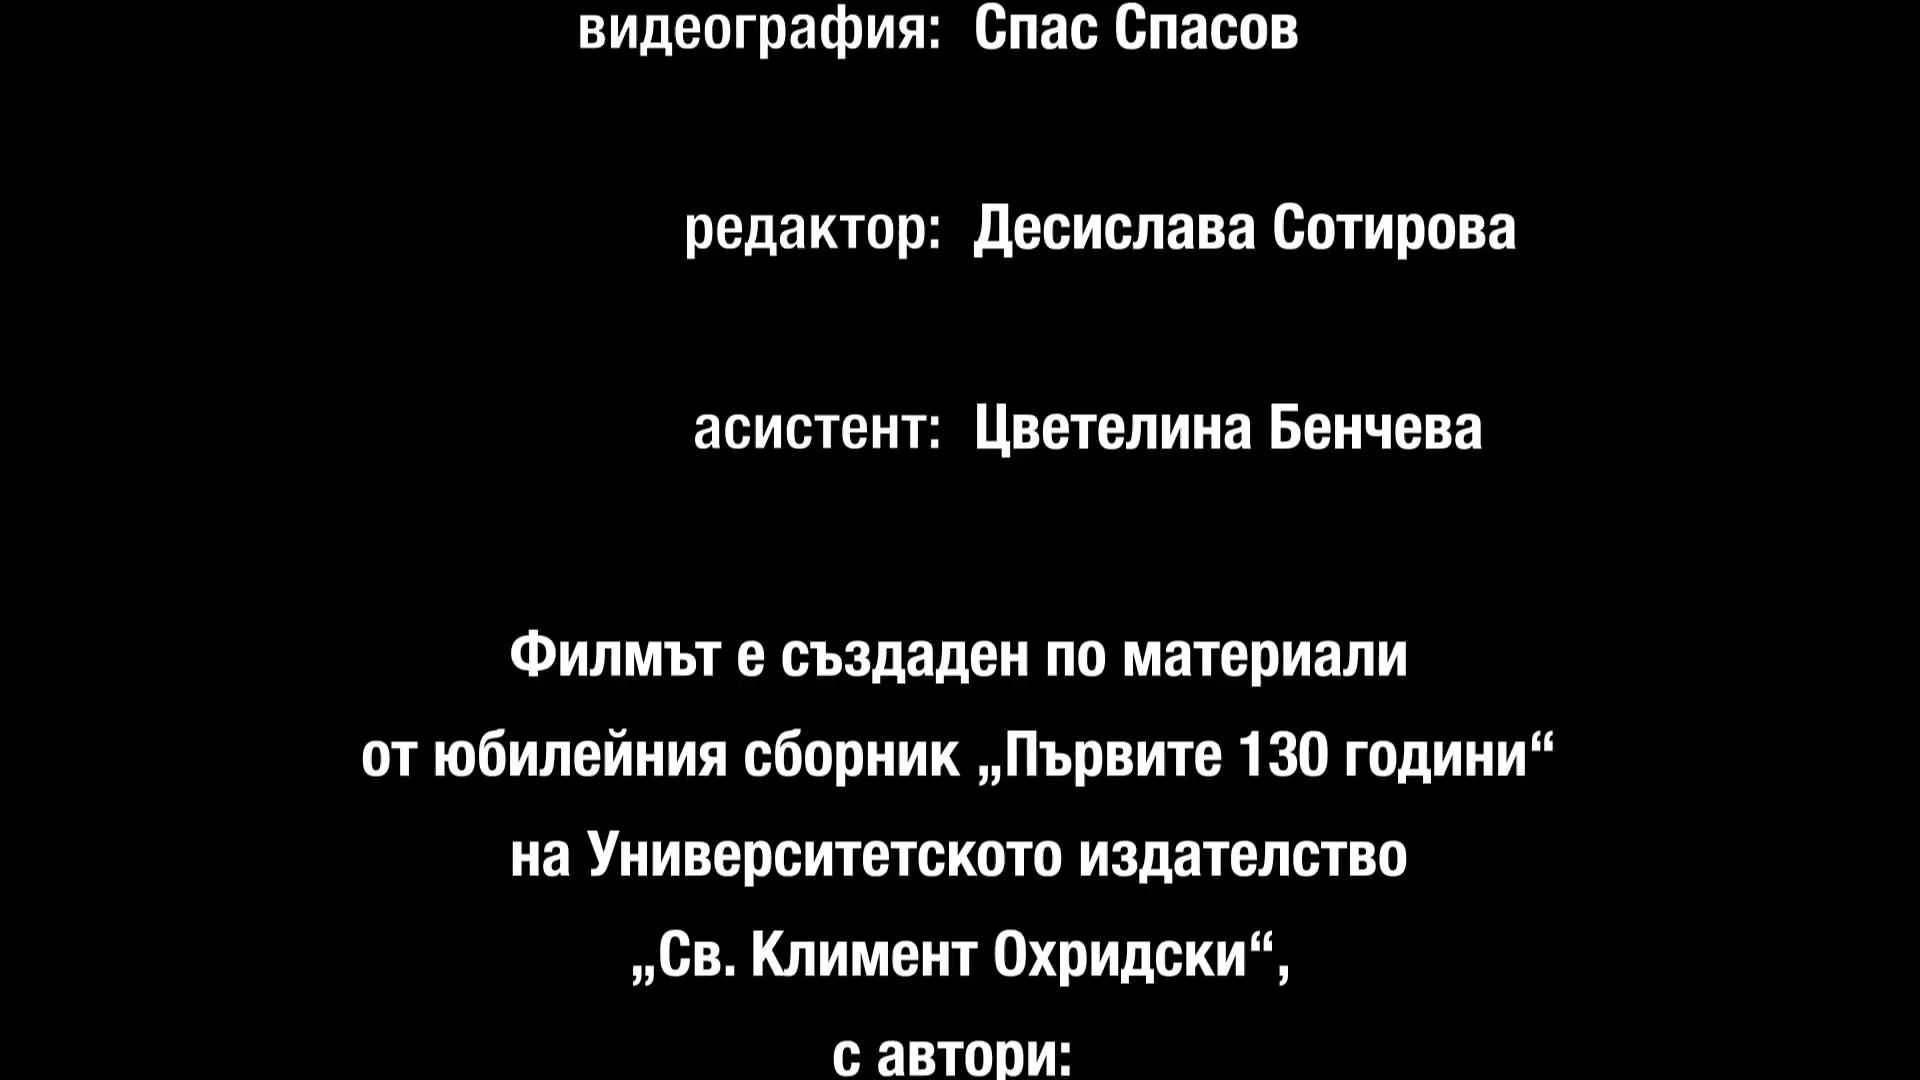 видеография: Спас Спасов
редактор: Десислава Сотирова
асистент: Цветелина Бенчева
Филмът е създаден по материали
от юбилейния сборник „Първите 130 години“
на Университетското издателство
„Св. Климент Охридски“,
с автори: